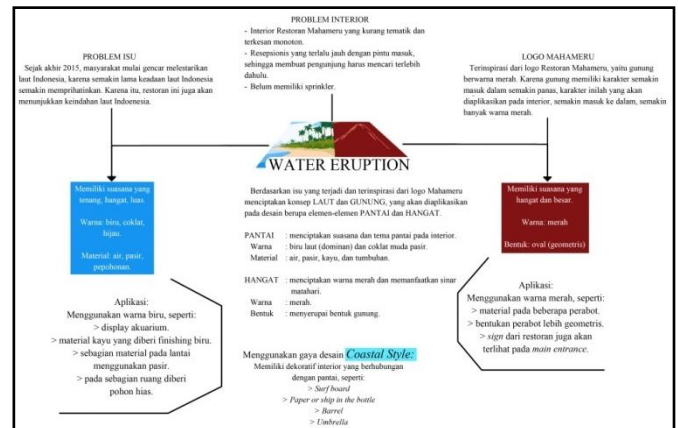 PROBLEM INTERIOR
- Interior Restoran Mahameru yang kurang tematik dan
terkesan monoton.
- Resepsionis yang terlalu jauh dengan pintu masuk,
sehingga membuat pengunjung harus mencari terlebih
dahulu.
- Belum memiliki sprinkler.
PROBLEM ISU
Sejak akhir 2015, masyarakat mulai gencar melestarikan
laut Indonesia, karena semakin lama keadaan laut Indonesia
semakin memprihatinkan. Karena itu, restoran ini juga akan
menunjukkan keindahan laut Indoenesia.
LOGO MAHAMERU
Terinspirasi dari logo Restoran Mahameru, yaitu gunung
berwarna merah. Karena gunung memiliki karakter semakin
masuk dalam semakin panas, karakter inilah yang akan
diaplikasikan pada interior, semakin masuk ke dalam, semakin
banyak warna merah.
WATER ERUPTION
Memiliki suasana yang
tenang, hangat, luas.
Warna: biru, coklat,
hijau.
Material: air, pasir,
pepohonan.
Berdasarkan isu yang terjadi dan terinspirasi dari logo Mahameru
menciptakan konsep LAUT dan GUNUNG, yang akan diaplikasikan
pada desain berupa elemen-elemen PANTAI dan HANGAT.
PANTAI : menciptakan suasana dan tema pantai pada interior.
Warna : biru laut (dominan) dan coklat muda pasir.
Material : air, pasir, kayu, dan tumbuhan.
HANGAT : menciptakan warna merah dan memanfaatkan sinar
matahari.
Warna : merah.
Bentuk : menyerupai bentuk gunung.
Memiliki suasana yang
hangat dan besar.
Warna: merah
Bentuk: oval (geometris)
Aplikasi:
Menggunakan warna biru, seperti:
> display akuarium.
> material kayu yang diberi finishing biru.
> sebagian material pada lantai
menggunakan pasir.
> pada sebagian ruang diberi
pohon hias.
Aplikasi:
Menggunakan warna merah, seperti:
> material pada beberapa perabot.
> bentukan perabot lebih geometris.
> sign dari restoran juga akan
terlihat pada main entrance.
Menggunakan gaya desain Coastal Style:
Memiliki dekoratif interior yang berhubungan
dengan pantai, seperti:
> Surf board
> Paper or ship in the bottle
> Barrel
> Umbrella